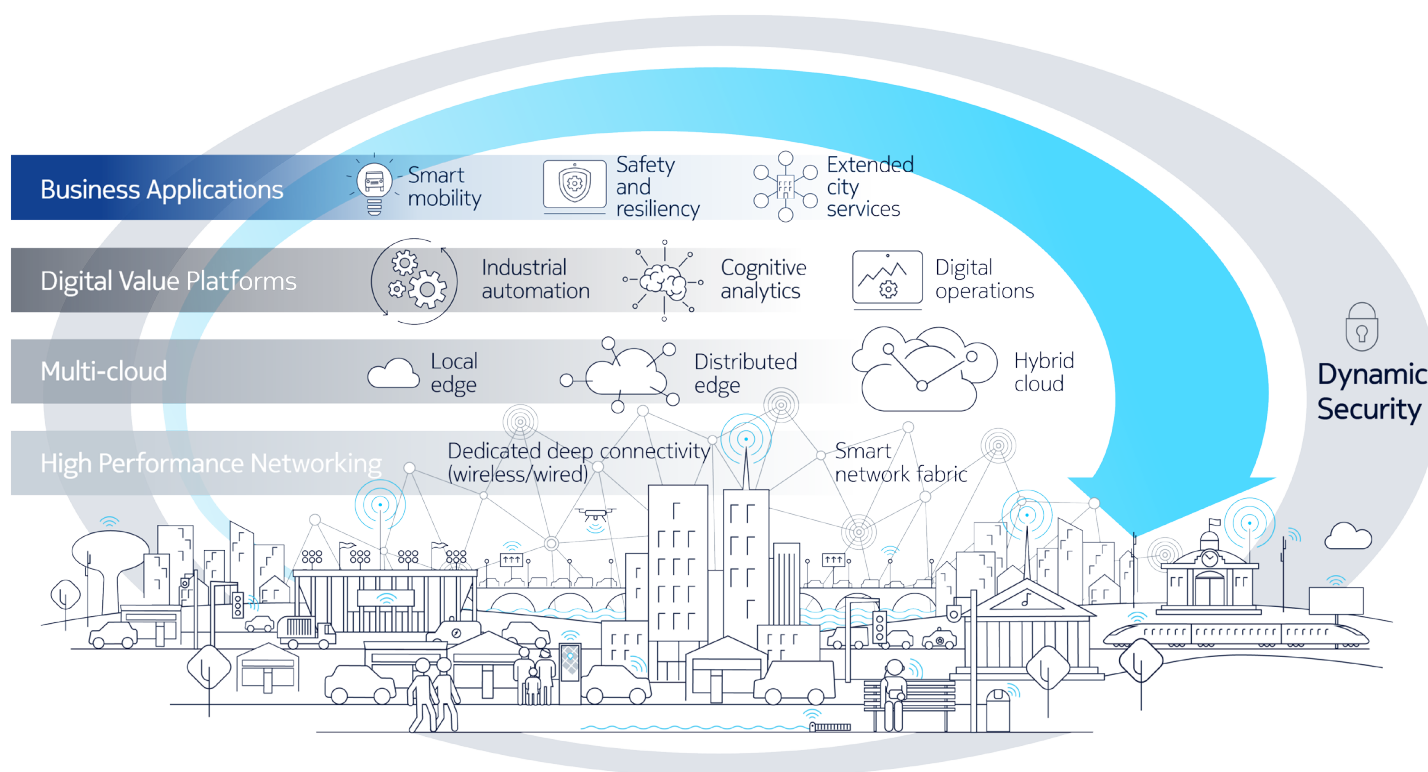 Business Applications
Smart
mobility
Safety
and
resiliency
Extended
city
services
Digital Value Platforms
Industrial
automation
Cognitive
analytics
Digital
operations
Multi-cloud
Local
edge
Distributed
edge
Hybrid
cloud
Dynamic
Security
High Performance Networking
Dedicated deep connectivity
(wireless/wired)
Smart
network fabric